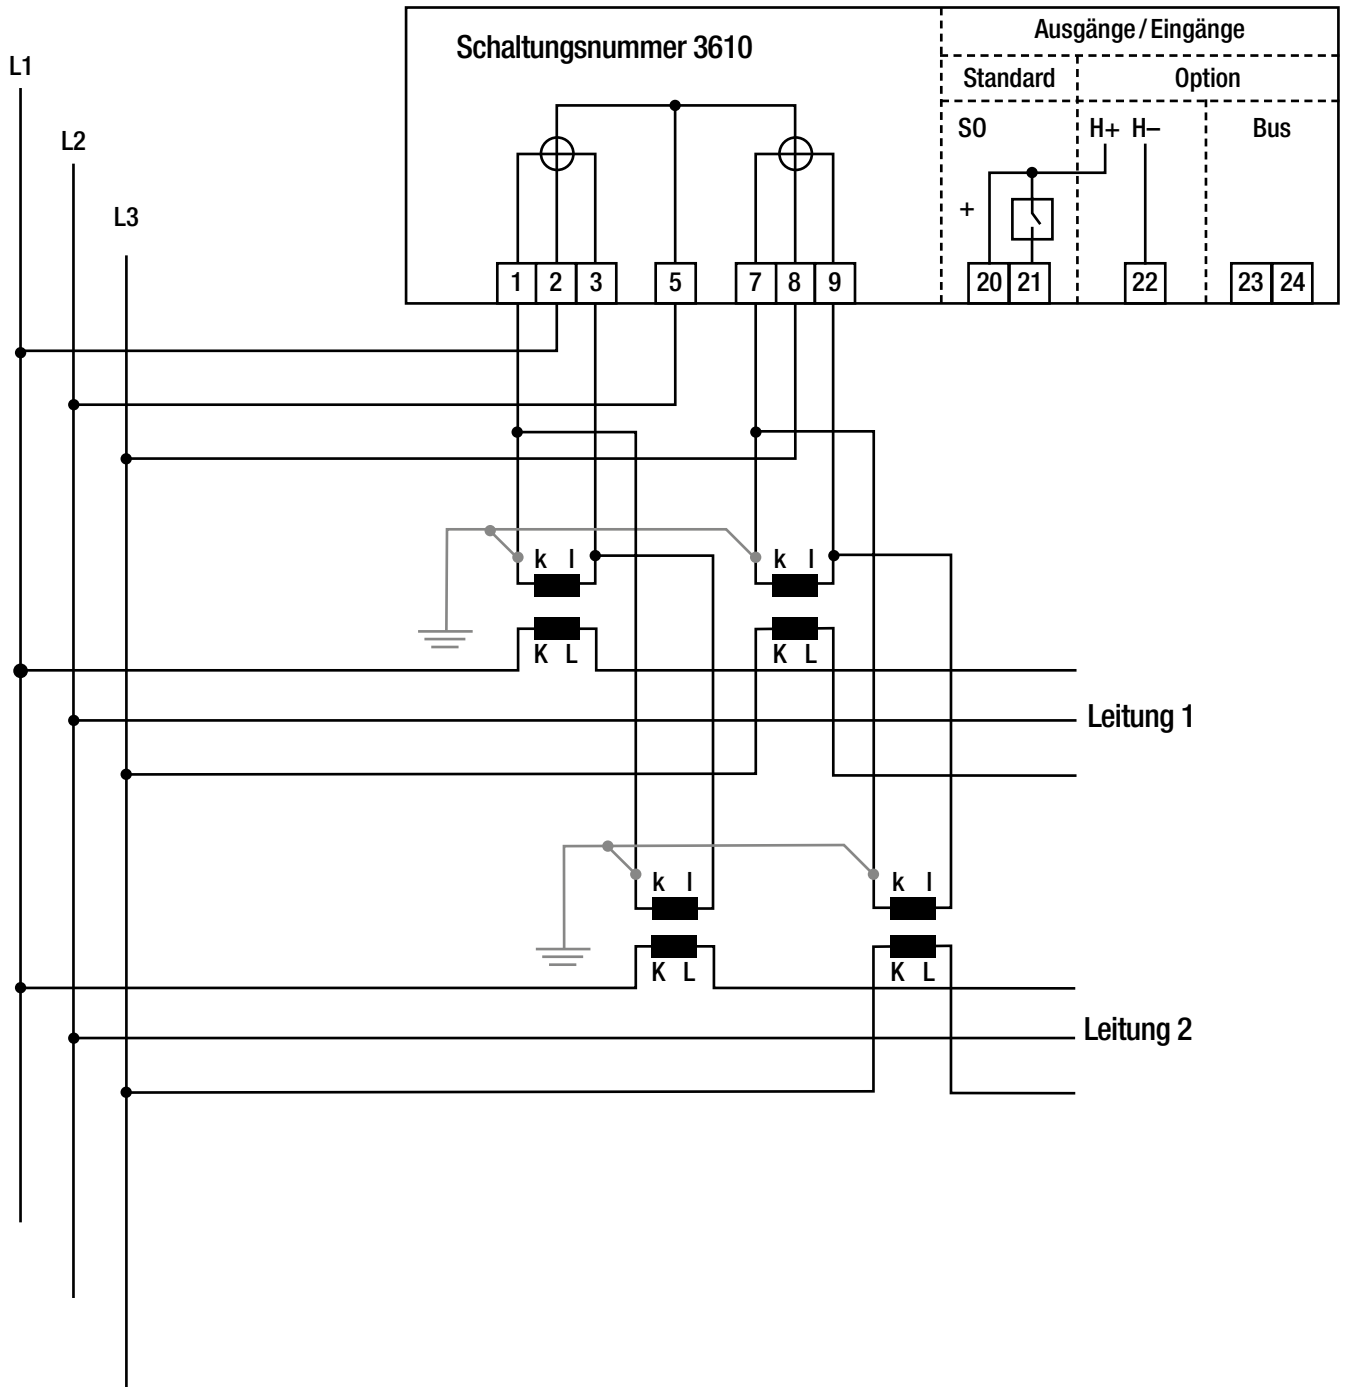 Schaltungsnummer 3610
Ausgänge / Eingänge
Standard
Option
SO
H+ H–
Bus
+
L1
L2
L3
1 2 3 5 7 8 9 20 21 22 23 24
k l k l
K L K L
Leitung 1
k l k l
K L K L
Leitung 2